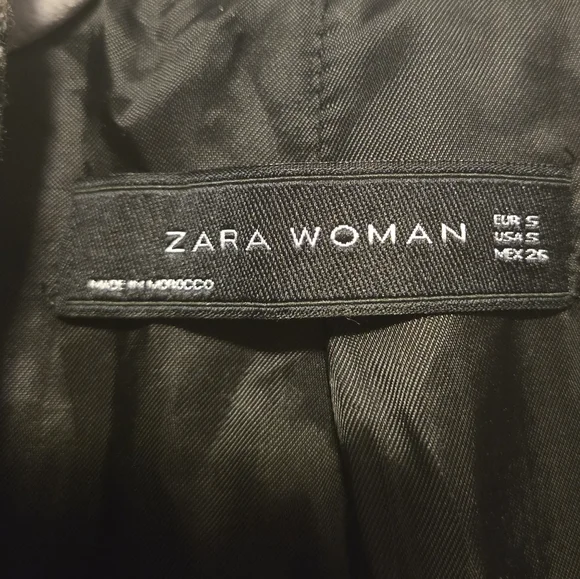 ZARA WOMAN
EUR S
USA S
MEX 26
MADE IN MOROCCO